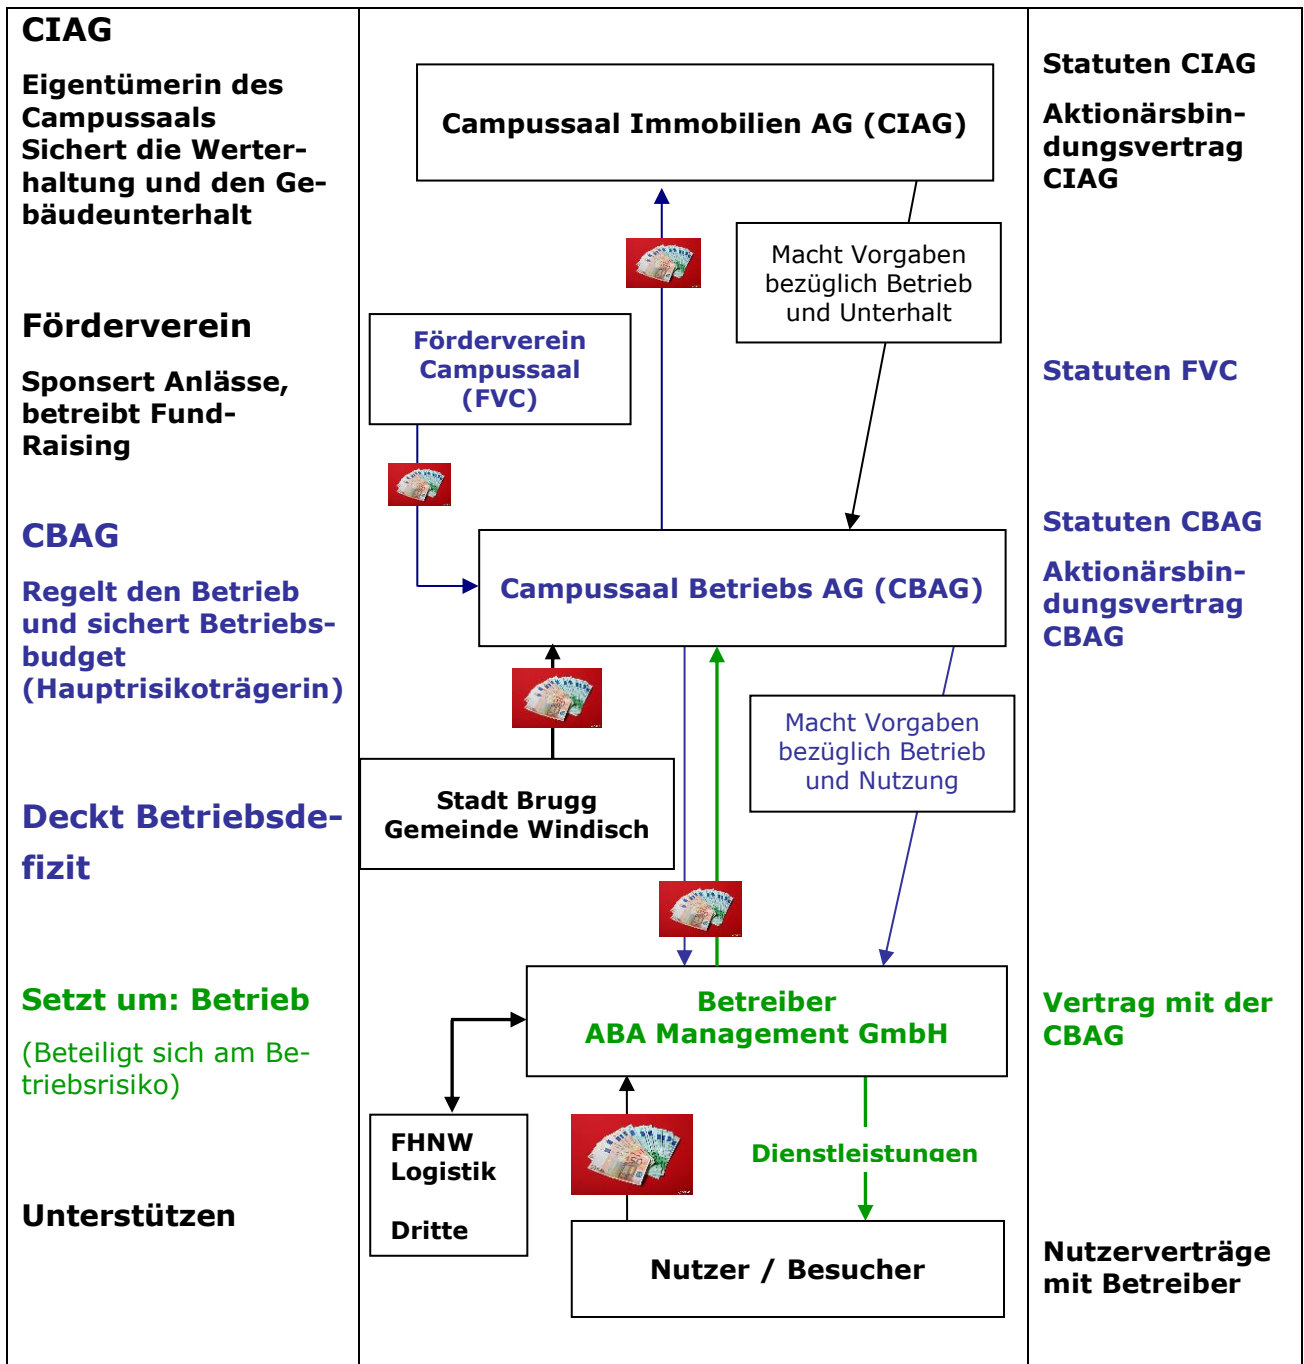 CIAG
Eigentümerin des
Campussaals
Sichert die Werter-
haltung und den Ge-
bäudeunterhalt
Förderverein
Sponsert Anlässe,
betreibt Fund-
Raising
CBAG
Regelt den Betrieb
und sichert Betriebs-
budget
(Hauptrisikoträgerin)
Deckt Betriebsde-
fizit
Setzt um: Betrieb
(Beteiligt sich am Be-
triebsrisiko)
Unterstützen
Campussaal Immobilien AG (CIAG)
Macht Vorgaben
bezüglich Betrieb
und Unterhalt
Förderverein
Campussaal
(FVC)
Campussaal Betriebs AG (CBAG)
Macht Vorgaben
bezüglich Betrieb
und Nutzung
Stadt Brugg
Gemeinde Windisch
Betreiber
ABA Management GmbH
FHNW
Logistik
Dritte
Dienstleistungen
Nutzer / Besucher
Statuten CIAG
Aktionärsbin-
dungsvertrag
CIAG
Statuten FVC
Statuten CBAG
Aktionärsbin-
dungsvertrag
CBAG
Vertrag mit der
CBAG
Nutzerverträge
mit Betreiber